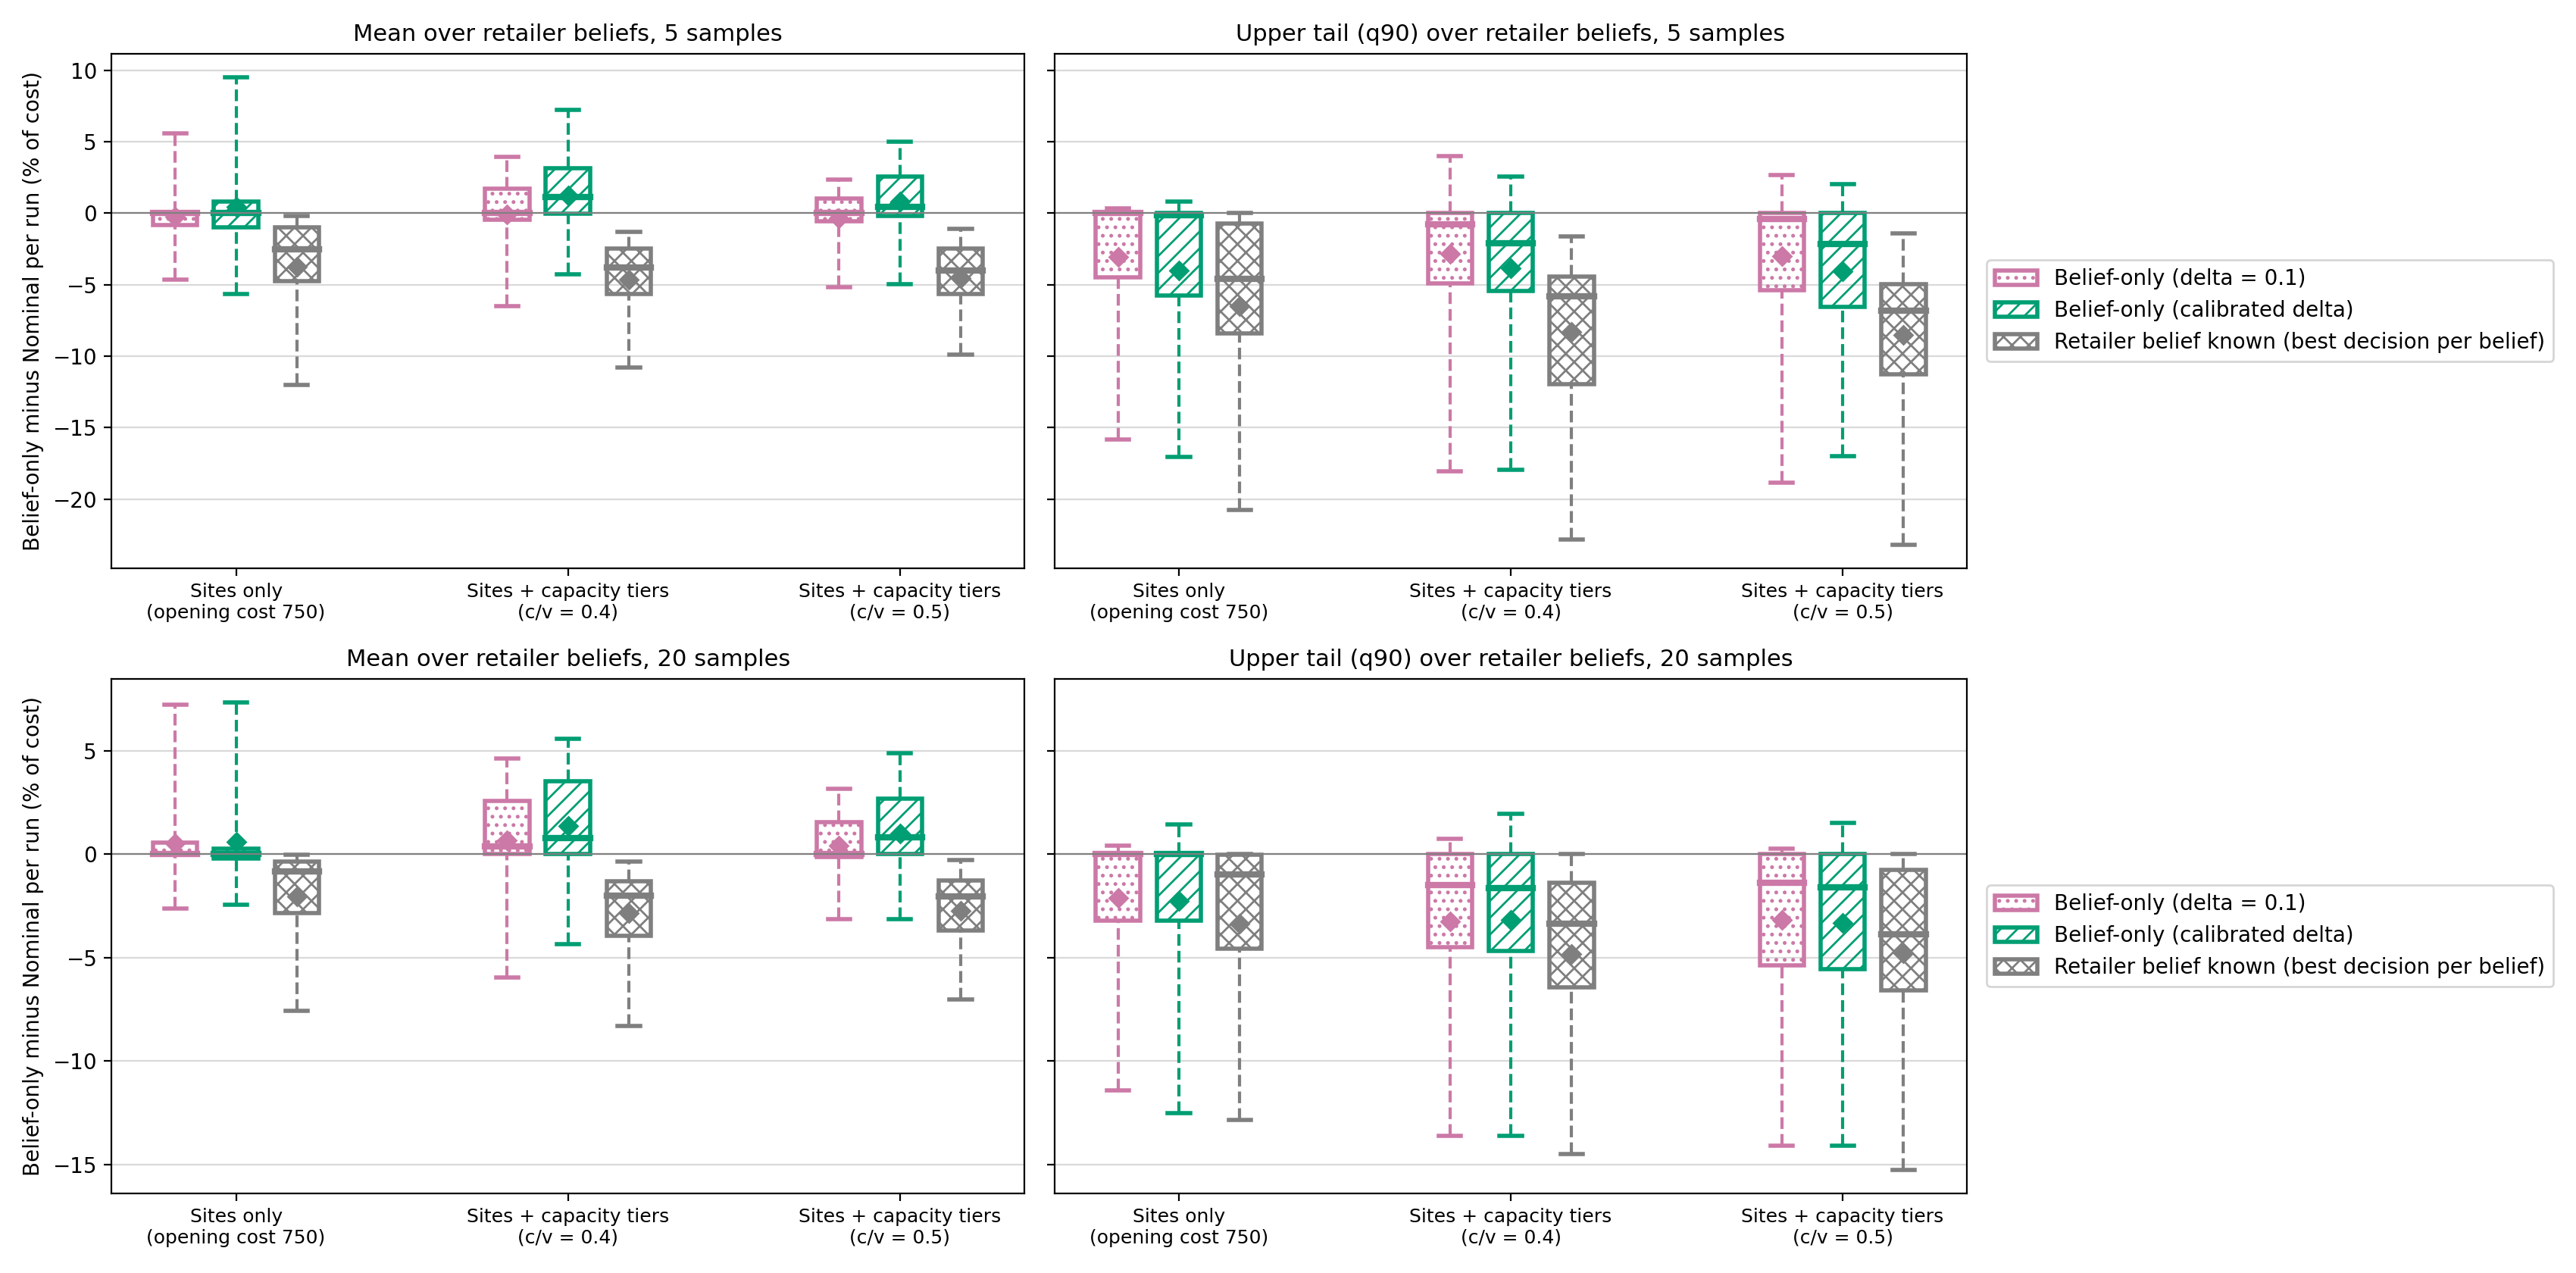 Mean over retailer beliefs, 5 samples
Upper tail (q90) over retailer beliefs, 5 samples
Belief-only minus Nominal per run (% of cost)
10
5
0
−5
−10
−15
−20
Sites only
(opening cost 750)
Sites + capacity tiers
(c/v = 0.4)
Sites + capacity tiers
(c/v = 0.5)
Sites only
(opening cost 750)
Sites + capacity tiers
(c/v = 0.4)
Sites + capacity tiers
(c/v = 0.5)
Belief-only (delta = 0.1)
Belief-only (calibrated delta)
Retailer belief known (best decision per belief)
Mean over retailer beliefs, 20 samples
Upper tail (q90) over retailer beliefs, 20 samples
Belief-only minus Nominal per run (% of cost)
5
0
−5
−10
−15
Sites only
(opening cost 750)
Sites + capacity tiers
(c/v = 0.4)
Sites + capacity tiers
(c/v = 0.5)
Sites only
(opening cost 750)
Sites + capacity tiers
(c/v = 0.4)
Sites + capacity tiers
(c/v = 0.5)
Belief-only (delta = 0.1)
Belief-only (calibrated delta)
Retailer belief known (best decision per belief)